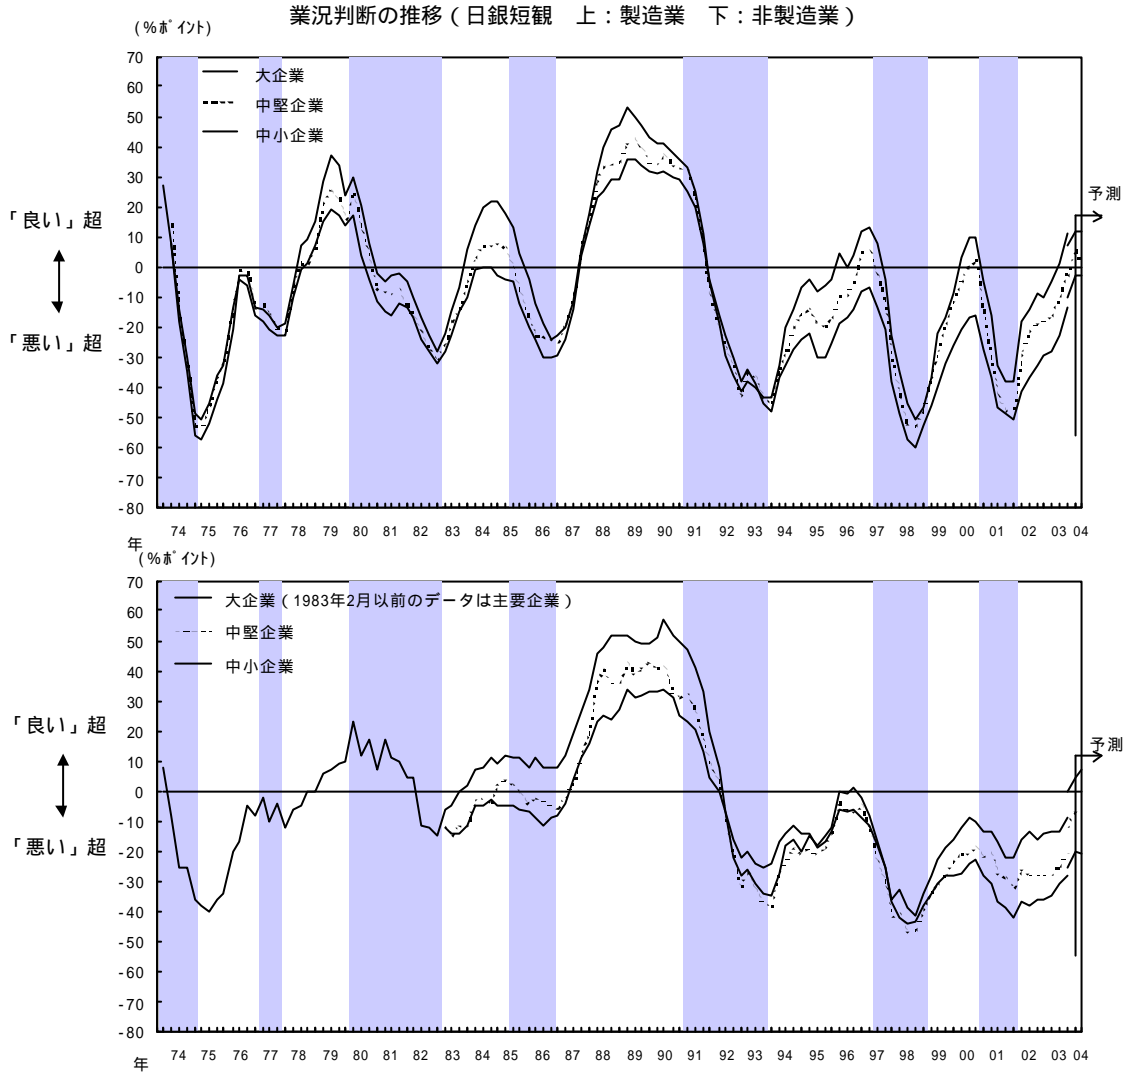 業況判断の推移（日銀短観　上：製造業　下：非製造業）
(%ﾎﾟｲﾝﾄ)
70
60
50
40
30
20
10
0
-10
-20
-30
-40
-50
-60
-70
-80
大企業
中堅企業
中小企業
「良い」超
「悪い」超
予測
74 75 76 77 78 79 80 81 82 83 84 85 86 87 88 89 90 91 92 93 94 95 96 97 98 99 00 01 02 03 04
年
(%ﾎﾟｲﾝﾄ)
70
60
50
40
30
20
10
0
-10
-20
-30
-40
-50
-60
-70
-80
大企業（1983年2月以前のデータは主要企業）
中堅企業
中小企業
「良い」超
「悪い」超
予測
74 75 76 77 78 79 80 81 82 83 84 85 86 87 88 89 90 91 92 93 94 95 96 97 98 99 00 01 02 03 04
年